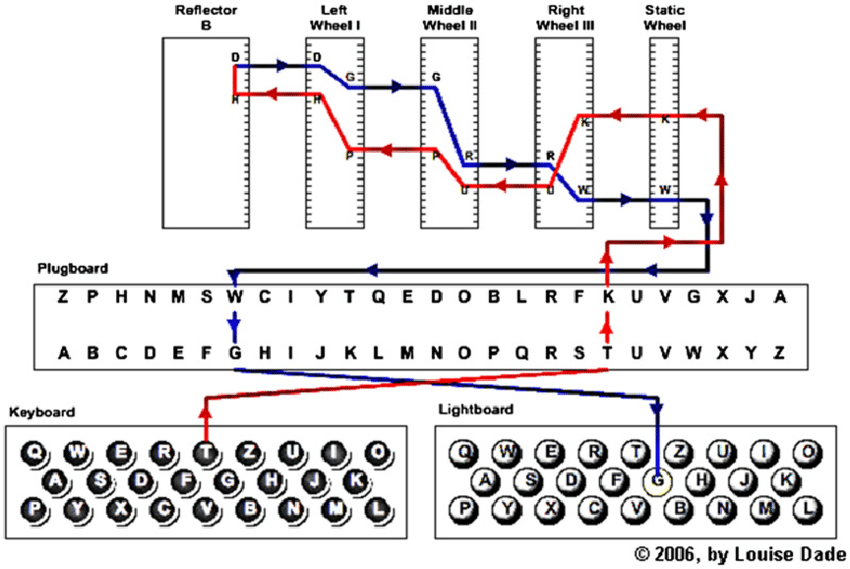 Reflector B
Left Wheel I
Middle Wheel II
Right Wheel III
Static Wheel
D D
G G
H H
K K
P P
R R
U U
W W
Plugboard
Z P H N M S W C I Y T Q E D O B L R F K U V G X J A
A B C D E F G H I J K L M N O P Q R S T U V W X Y Z
Keyboard
Q W E R T Z U I O
A S D F G H J K
P Y X C V B N M L
Lightboard
Q W E R T Z U I O
A S D F G H J K
P Y X C V B N M L
© 2006, by Louise Dade